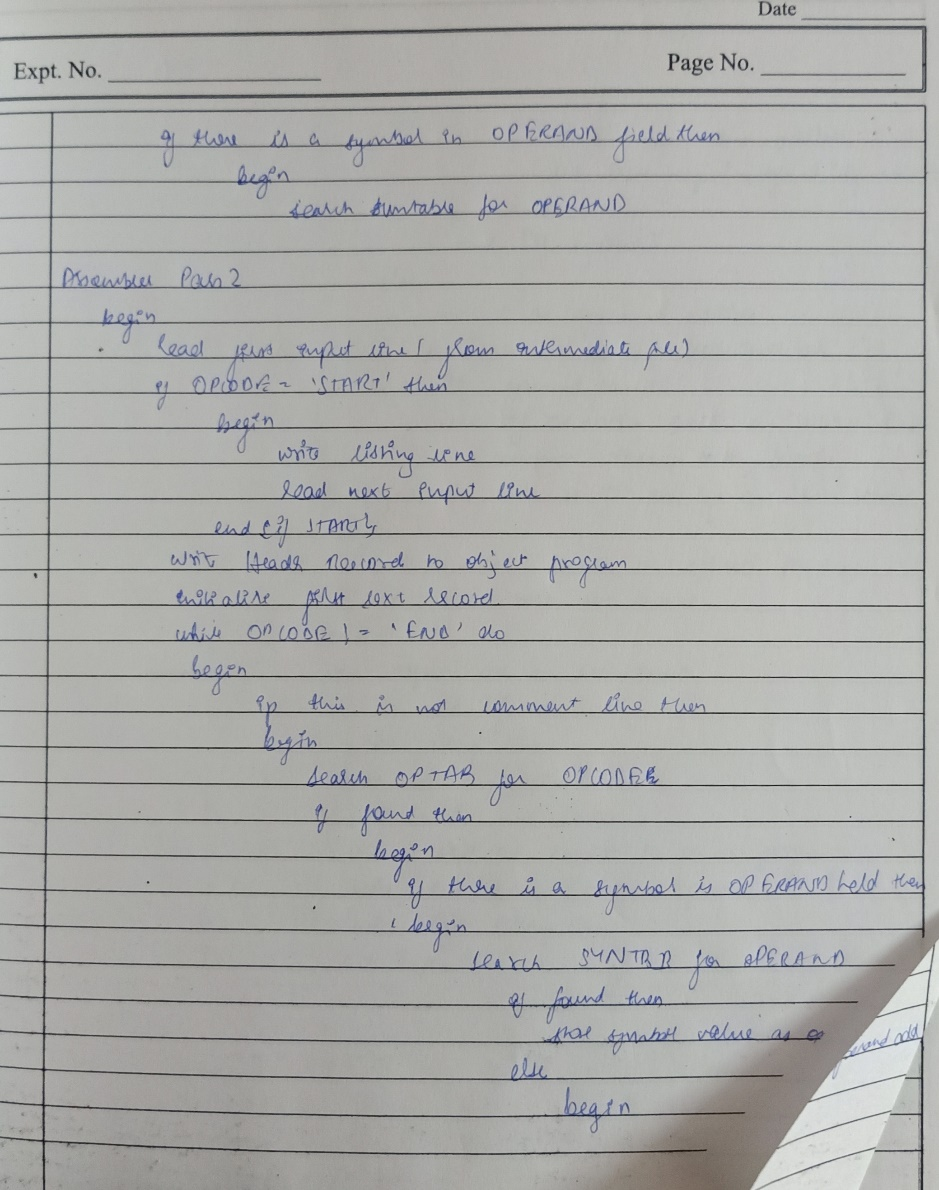 Date
Expt. No.
Page No.
if there is a symbol in OPERAND field then
begin
search for OPERAND
Assembler Pass 2
begin
Read first input line ( from intermediate file)
if OPCODE = 'START' then
begin
write listing line
read next input line
end {if START}
write Header Record to object program
initialize first text record
while OPCODE != 'END' do
begin
if this is not comment line then
begin
search OPTAB for OPCODE
if found then
begin
if there is a symbol is OPERAND field then
begin
search for OPERAND
if found then
symbol value as
else
begin